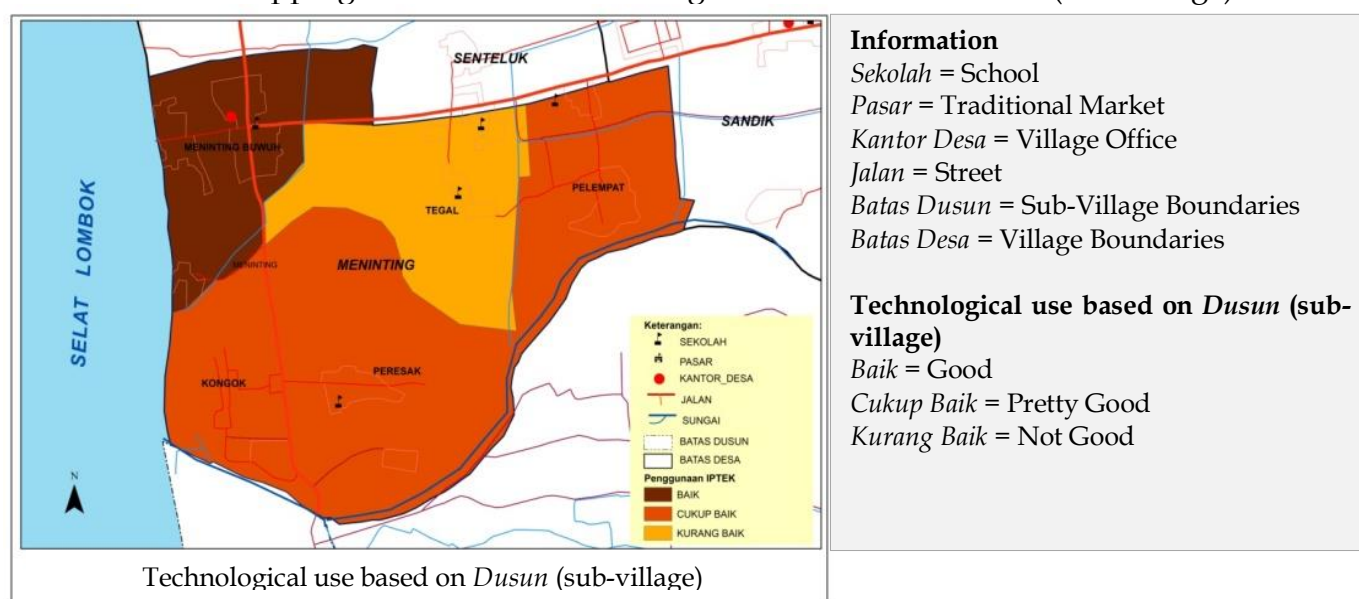 SENTELUK
SANDIK
MENINTING BUWUH
PELEMPAT
TEGAL
SELAT LOMBOK
MENINTING
MENINTING
PERESAK
KONGOK
N
Keterangan:
SEKOLAH
PASAR
KANTOR_DESA
JALAN
SUNGAI
BATAS DUSUN
BATAS DESA
Penggunaan IPTEK
BAIK
CUKUP BAIK
KURANG BAIK
Technological use based on Dusun (sub-village)
Information
Sekolah = School
Pasar = Traditional Market
Kantor Desa = Village Office
Jalan = Street
Batas Dusun = Sub-Village Boundaries
Batas Desa = Village Boundaries
Technological use based on Dusun (sub-
village)
Baik = Good
Cukup Baik = Pretty Good
Kurang Baik = Not Good